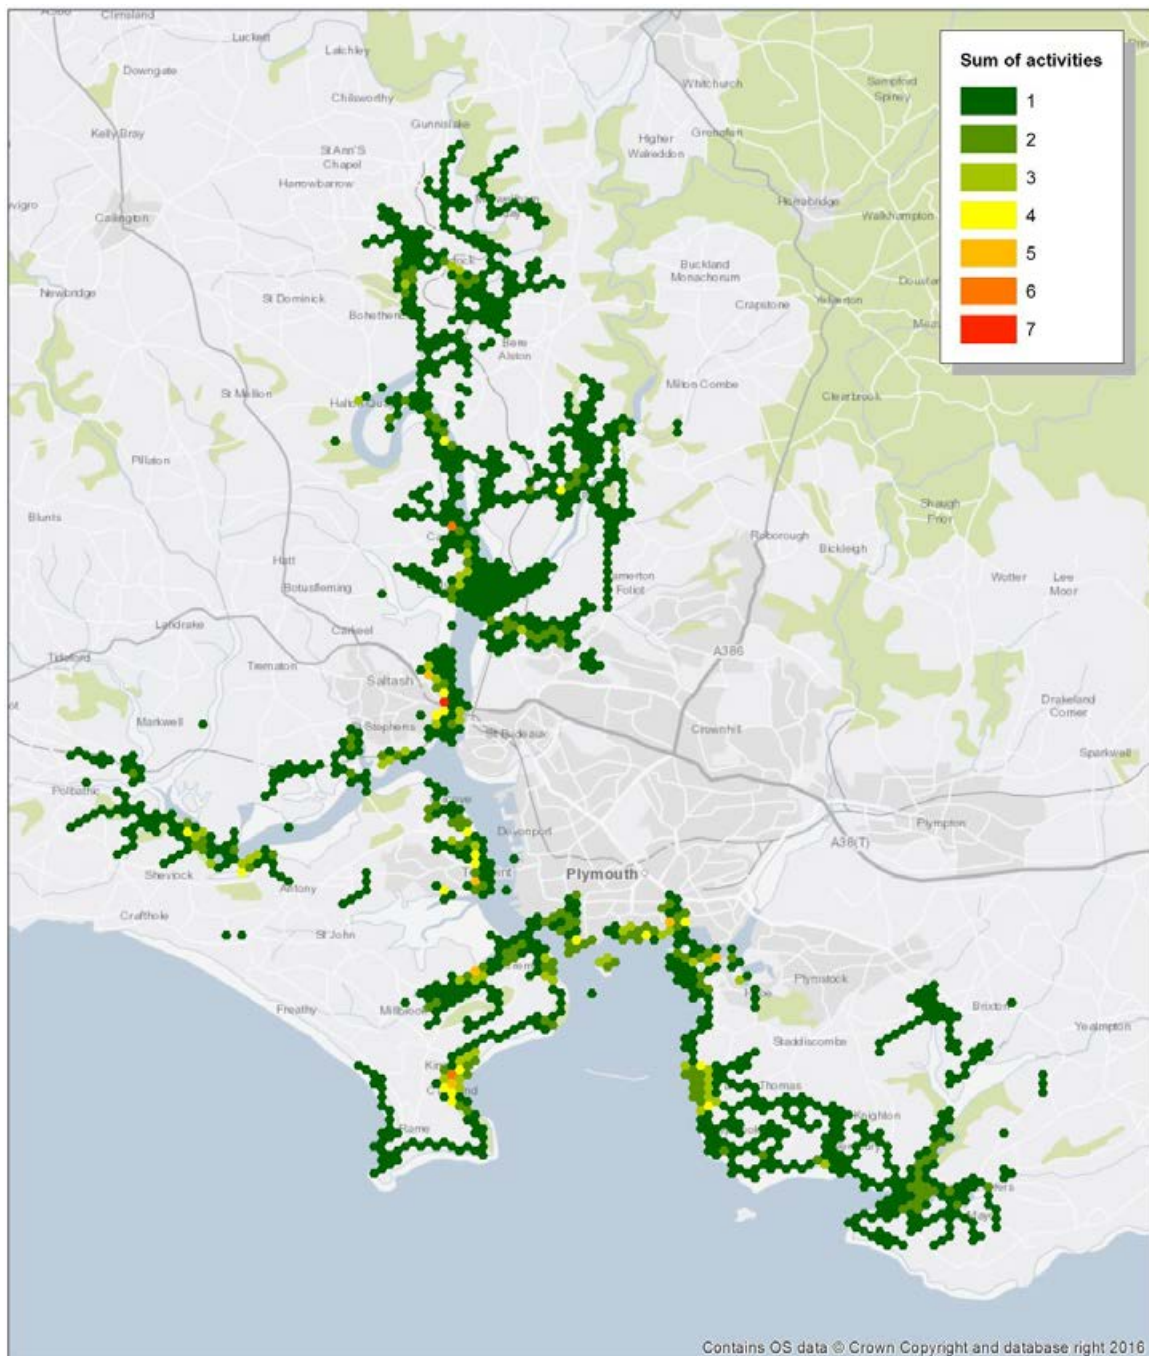 Climsland
Luckett
Latchley
Downgate
Chilsworthy
Whitchurch
Sampford
Spiney
Gunnislake
Kelly Bray
St Ann'S
Chapel
Higher
Walreddon
Grenofen
Harrowbarrow
Callington
Horrabridge
Walkhampton
Buckland
Monachorum
Newbridge
St Dominick
Crapstone
Yelverton
Bere
Alston
St Mellion
Milton Combe
Clearbrook
Pillaton
Blunts
Shaugh
Prior
Roborough
Bickleigh
Hatt
Botusfleming
Foliot
Wotter
Lee
Moor
Landrake
Carkeel
Tideford
Trematon
A386
Saltash
Drakeland
Corner
Markwell
St Stephens
St Budeaux
Crownhill
Sparkwell
Polbathic
Devonport
Plympton
A38(T)
Sheviock
Antony
Plymouth
Crafthole
St John
Plymstock
Freathy
Millbrook
Brixton
Yealmpton
Staddiscombe
Thomas
Knighton
Rame
Sum of activities
1
2
3
4
5
6
7
Contains OS data © Crown Copyright and database right 2016